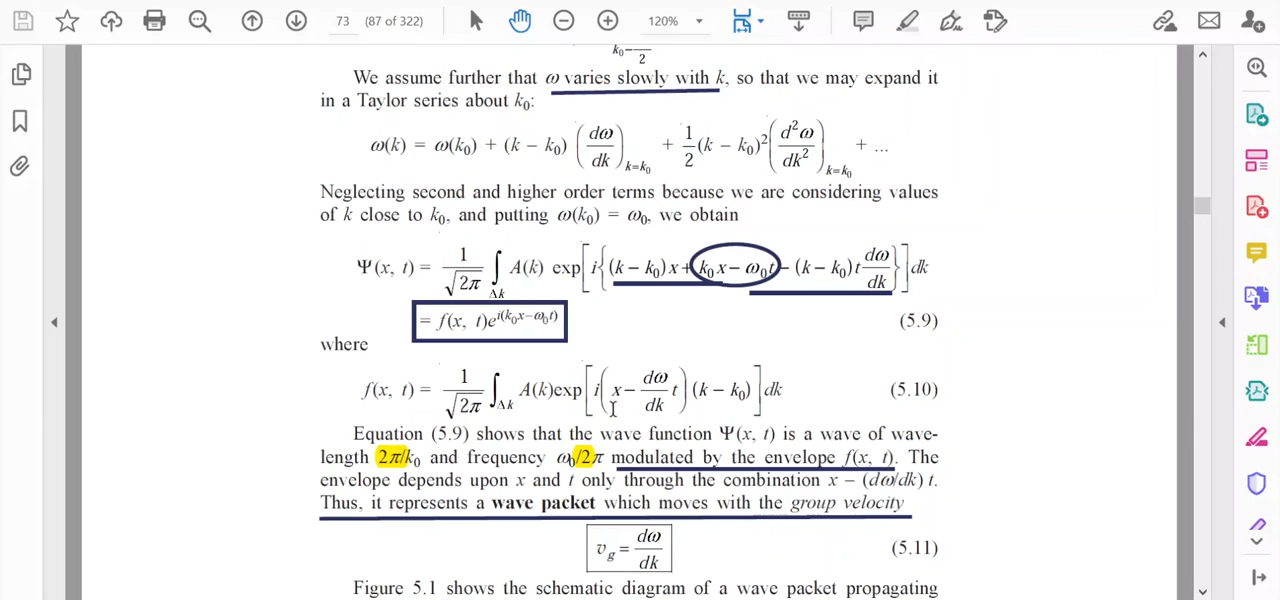 73 (87 of 322) 120%
k₀ − —
2
We assume further that ω varies slowly with k, so that we may expand it
in a Taylor series about k₀:
ω(k) = ω(k₀) + (k − k₀) (dω/dk)ₖ₌ₖ₀ + 1/2 (k − k₀)² (d²ω/dk²)ₖ₌ₖ₀ + ...
Neglecting second and higher order terms because we are considering values
of k close to k₀, and putting ω(k₀) = ω₀, we obtain
Ψ(x, t) = 1/√2π ∫Δk A(k) exp[i{(k − k₀)x + k₀x − ω₀t − (k − k₀)t dω/dk}]dk
= f(x, t)e^{i(k₀x−ω₀t)} (5.9)
where
f(x, t) = 1/√2π ∫Δk A(k)exp[i(x − dω/dk t)(k − k₀)]dk (5.10)
Equation (5.9) shows that the wave function Ψ(x, t) is a wave of wave-
length 2π/k₀ and frequency ω₀/2π modulated by the envelope f(x, t). The
envelope depends upon x and t only through the combination x − (dω/dk) t.
Thus, it represents a wave packet which moves with the group velocity
v_g = dω/dk (5.11)
Figure 5.1 shows the schematic diagram of a wave packet propagating